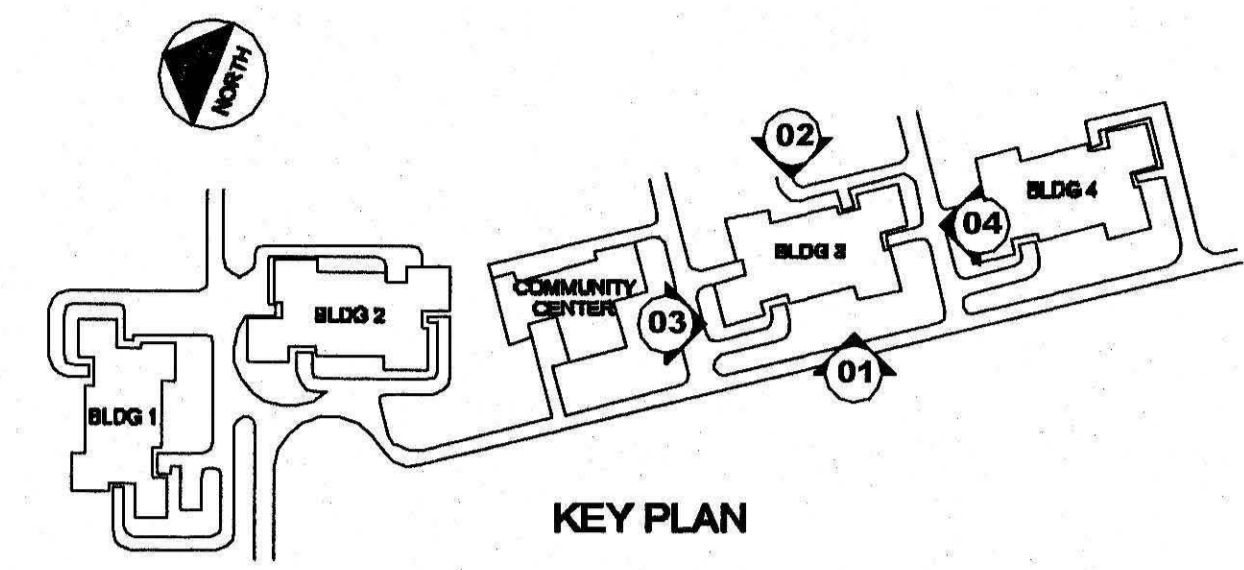 NORTH
02
BLDG 4
04
BLDG 3
COMMUNITY
CENTER
BLDG 2
03
01
BLDG 1
KEY PLAN